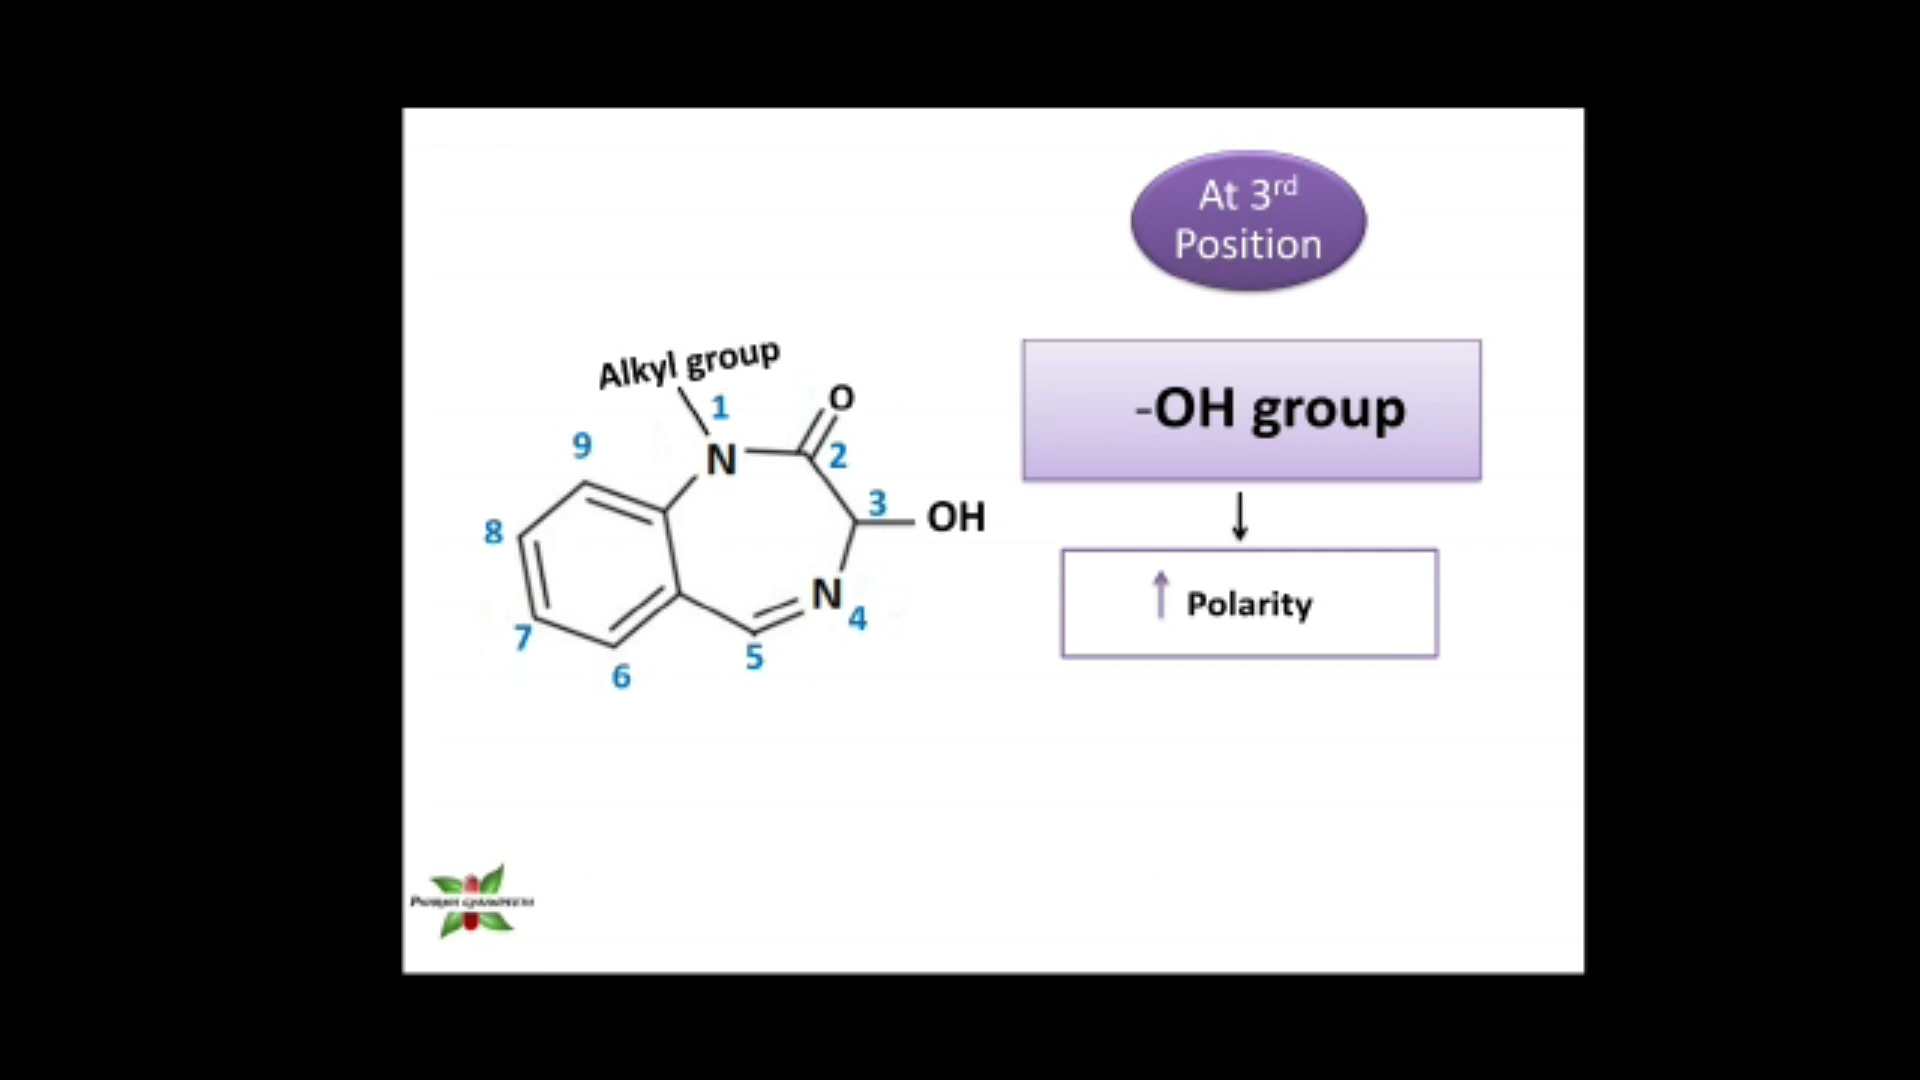 At 3rd
Position
-OH group
↑ Polarity
Alkyl group
1
O
9
N
2
3
OH
8
N
4
7
5
6